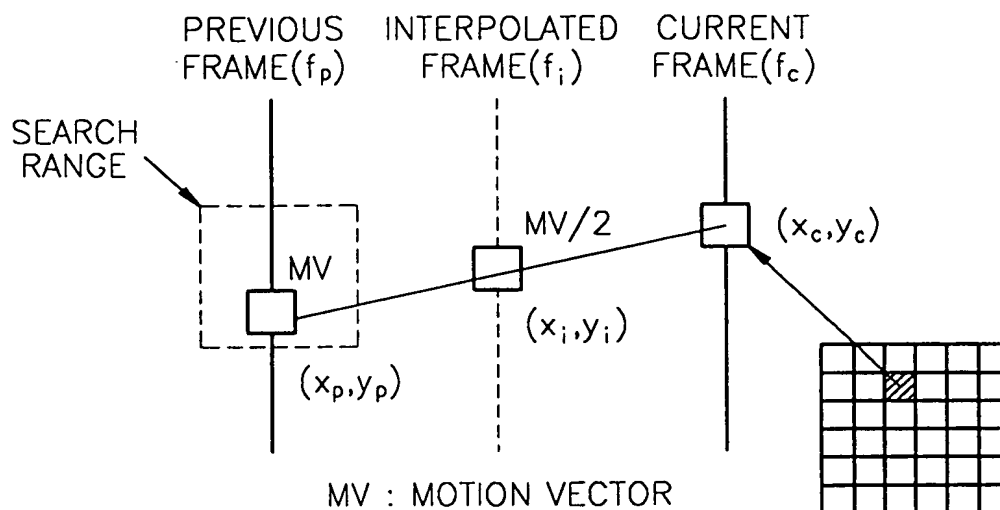 PREVIOUS
FRAME(fp)
INTERPOLATED
FRAME(fi)
CURRENT
FRAME(fc)
SEARCH
RANGE
MV
MV/2
(xc,yc)
(xi,yi)
(xp,yp)
MV : MOTION VECTOR